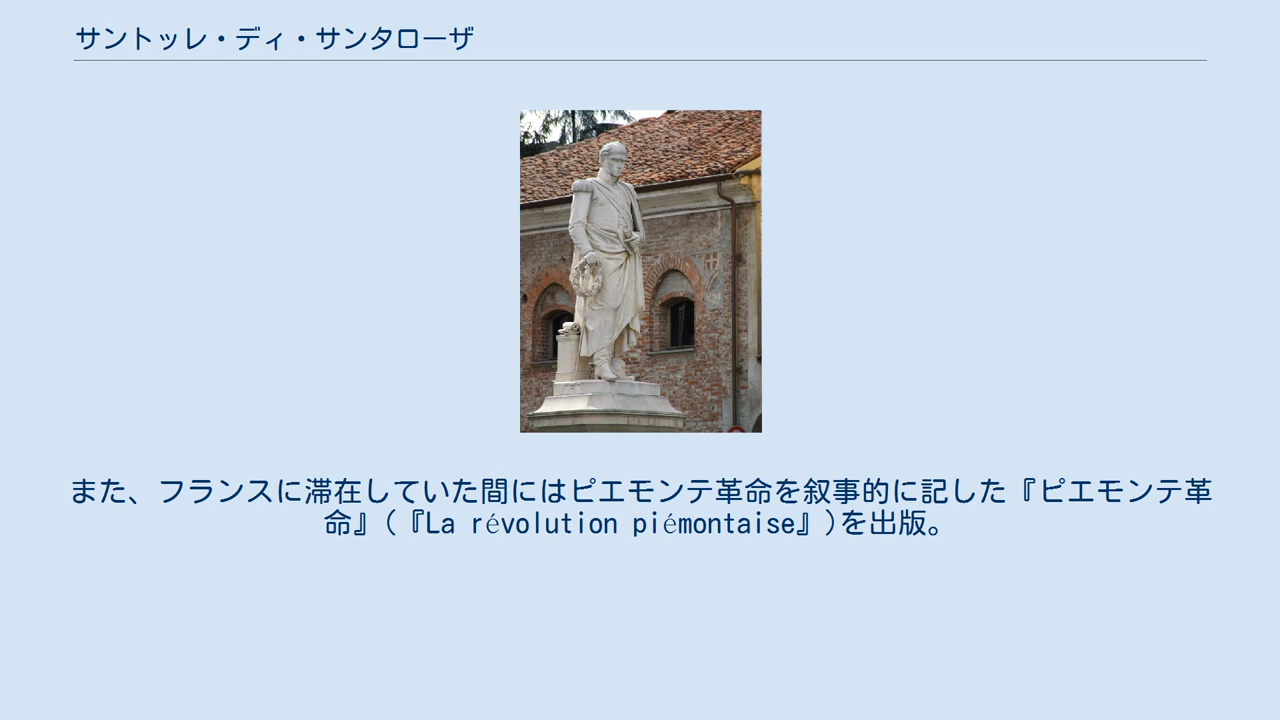 サントッレ・ディ・サンタローザ
また、フランスに滞在していた間にはピエモンテ革命を叙事的に記した『ピエモンテ革
命』(『La révolution piémontaise』)を出版。